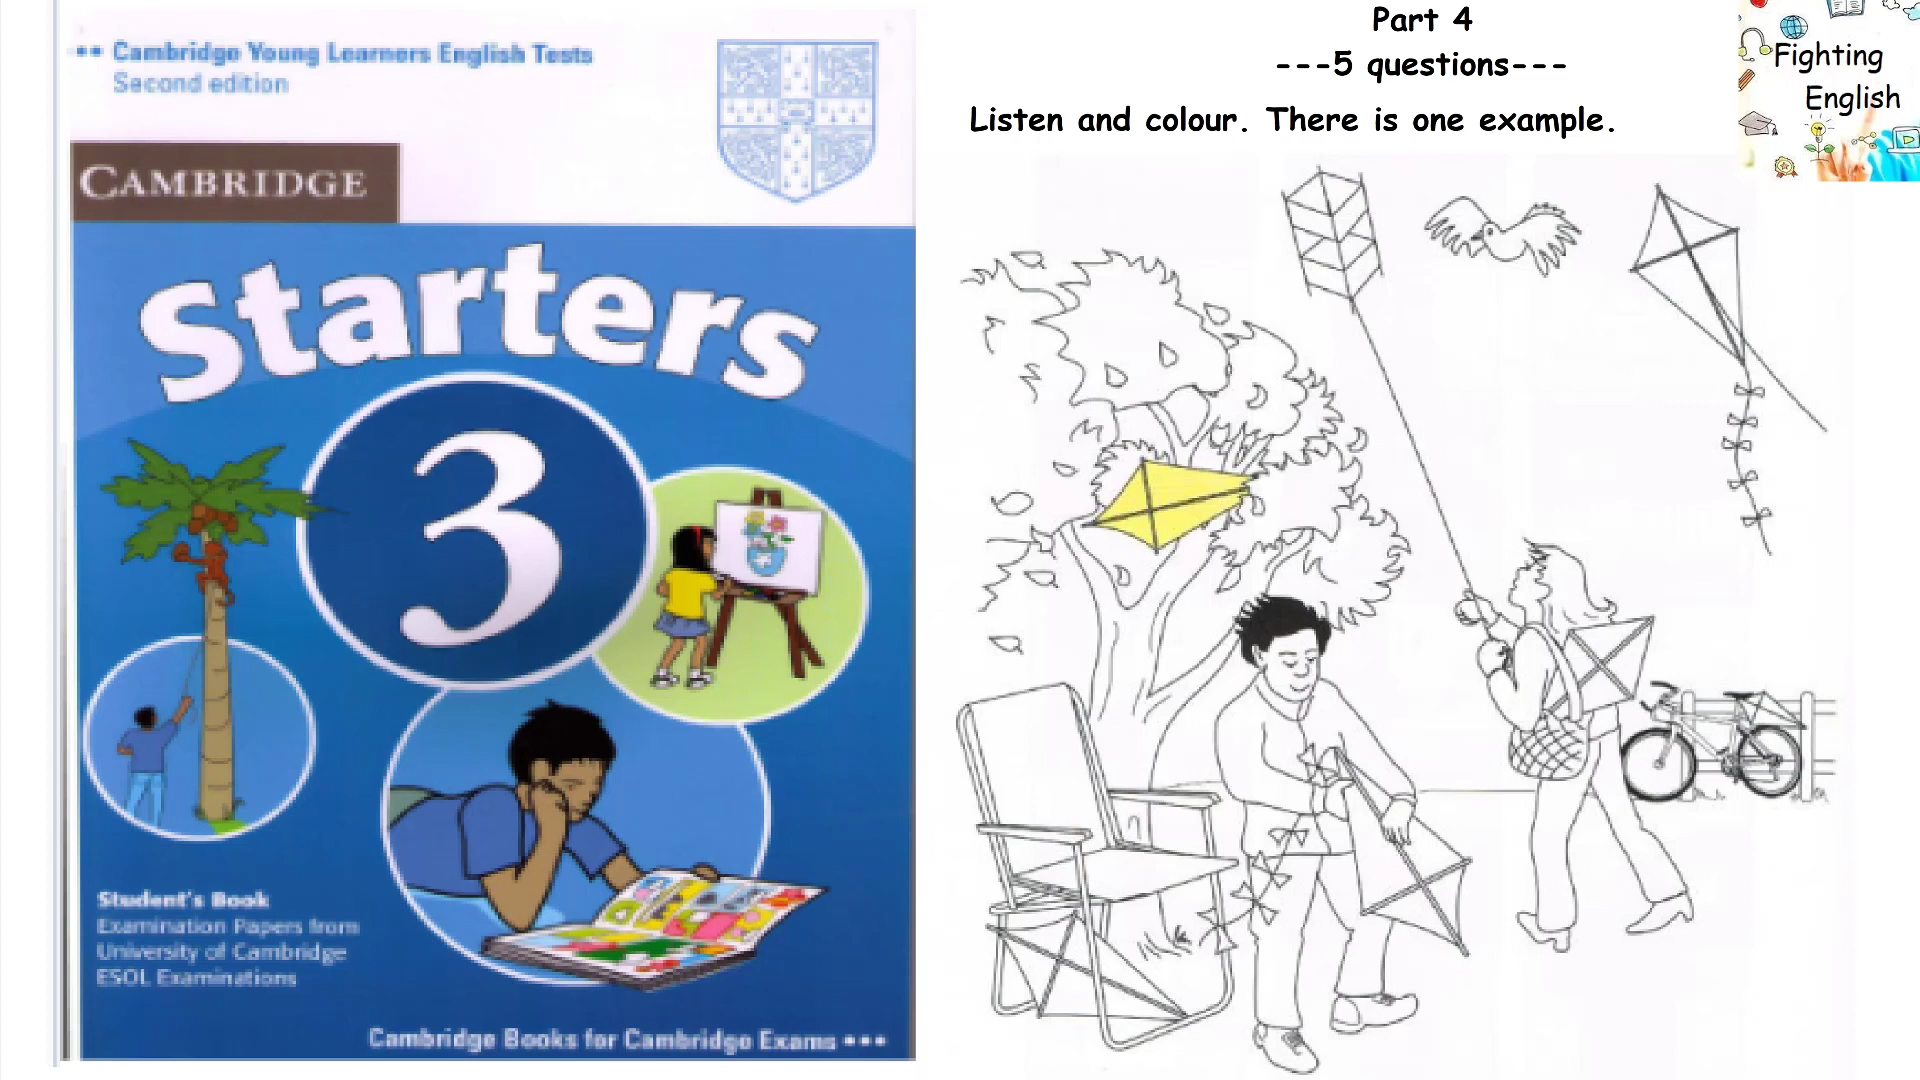 Cambridge Young Learners English Tests
Second edition
CAMBRIDGE
Starters
3
Student's Book
Examination Papers from
University of Cambridge
ESOL Examinations
Cambridge Books for Cambridge Exams
Part 4
---5 questions---
Listen and colour. There is one example.
Fighting
English